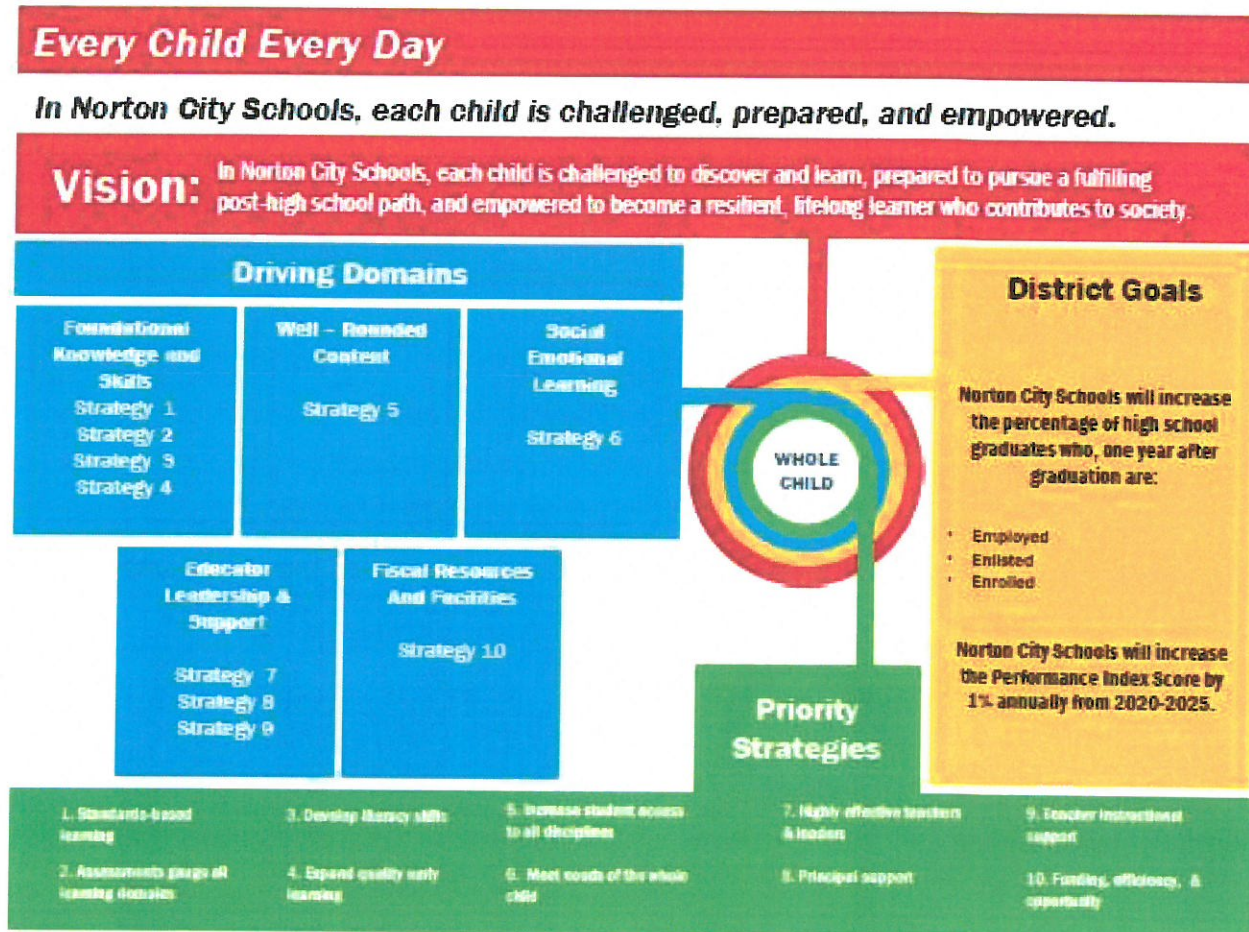 Every Child Every Day
In Norton City Schools, each child is challenged, prepared, and empowered.
Vision:
In Norton City Schools, each child is challenged to discover and learn, prepared to pursue a fulfilling
post-high school path, and empowered to become a resilient, lifelong learner who contributes to society.
Driving Domains
Foundational
Knowledge and
Skills
Strategy 1
Strategy 2
Strategy 3
Strategy 4
Well – Rounded
Content
Strategy 5
Social
Emotional
Learning
Strategy 6
Educator
Leadership &
Support
Strategy 7
Strategy 8
Strategy 9
Fiscal Resources
And Facilities
Strategy 10
WHOLE
CHILD
District Goals
Norton City Schools will increase
the percentage of high school
graduates who, one year after
graduation are:
• Employed
• Enlisted
• Enrolled
Norton City Schools will increase
the Performance Index Score by
1% annually from 2020-2025.
Priority
Strategies
1. Standards-based
learning
2. Assessments gauge all
learning domains
3. Develop literacy skills
4. Expand quality early
learning
5. Increase student access
to all disciplines
6. Meet needs of the whole
child
7. Highly effective teachers
& leaders
8. Principal support
9. Teacher instructional
support
10. Funding, efficiency, &
opportunity